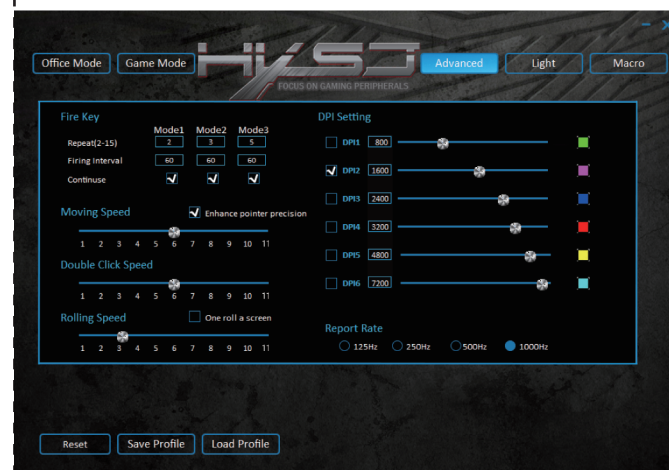 Office Mode Game Mode HXSJ Advanced Light Macro
FOCUS ON GAMING PERIPHERALS
Fire Key
Mode1 Mode2 Mode3
Repeat(2-15) 2 3 5
Firing Interval 60 60 60
Continuse
Moving Speed Enhance pointer precision
1 2 3 4 5 6 7 8 9 10 11
Double Click Speed
1 2 3 4 5 6 7 8 9 10 11
Rolling Speed One roll a screen
1 2 3 4 5 6 7 8 9 10 11
DPI Setting
DPI1 800
DPI2 1600
DPI3 2400
DPI4 3200
DPI5 4800
DPI6 7200
Report Rate
125Hz 250Hz 500Hz 1000Hz
Reset Save Profile Load Profile